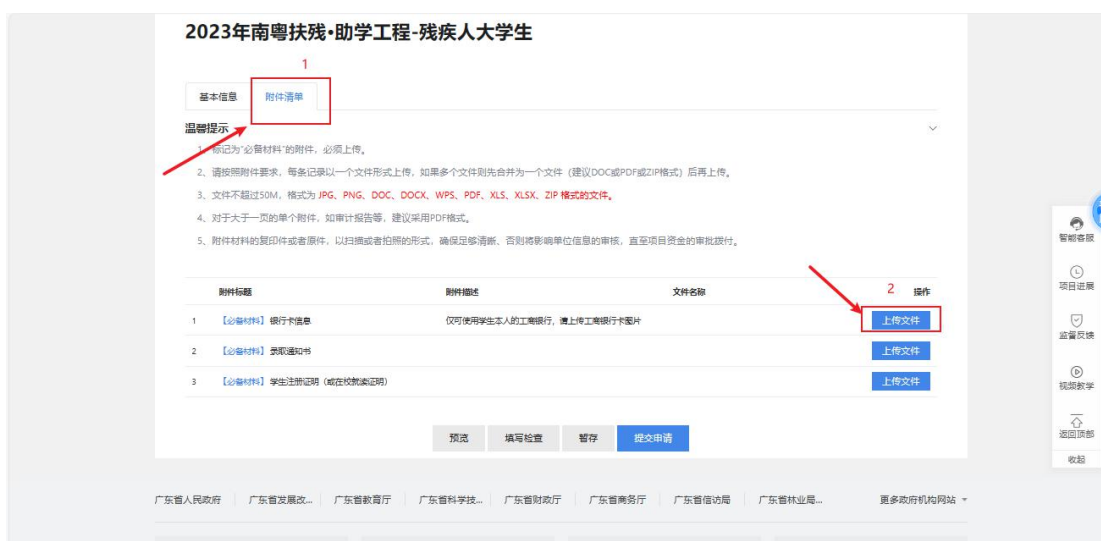 2023年南粤扶残·助学工程-残疾人大学生
1
基本信息 附件清单
温馨提示
1、标记为“必备材料”的附件，必须上传。
2、请按照附件要求，每条记录以一个文件形式上传，如果多个文件则先合并为一个文件（建议DOC或PDF或ZIP格式）后再上传。
3、文件不超过50M，格式为 JPG、PNG、DOC、DOCX、WPS、PDF、XLS、XLSX、ZIP 格式的文件。
4、对于大于一页的单个附件，如审计报告等，建议采用PDF格式。
5、附件材料的复印件或者原件，以扫描或者拍照的形式，确保足够清晰、否则将影响单位信息的审核，直至项目资金的审批拨付。
附件标题 附件描述 文件名称 2 操作
1 【必备材料】银行卡信息 仅可使用学生本人的工商银行，请上传工商银行卡图片 上传文件
2 【必备材料】录取通知书 上传文件
3 【必备材料】学生注册证明（或在校就读证明） 上传文件
预览 填写检查 暂存 提交申请
智能客服
项目进展
监督反馈
视频教学
返回顶部
收起
广东省人民政府 广东省发展改... 广东省教育厅 广东省科学技... 广东省财政厅 广东省商务厅 广东省信访局 广东省林业局... 更多政府机构网站